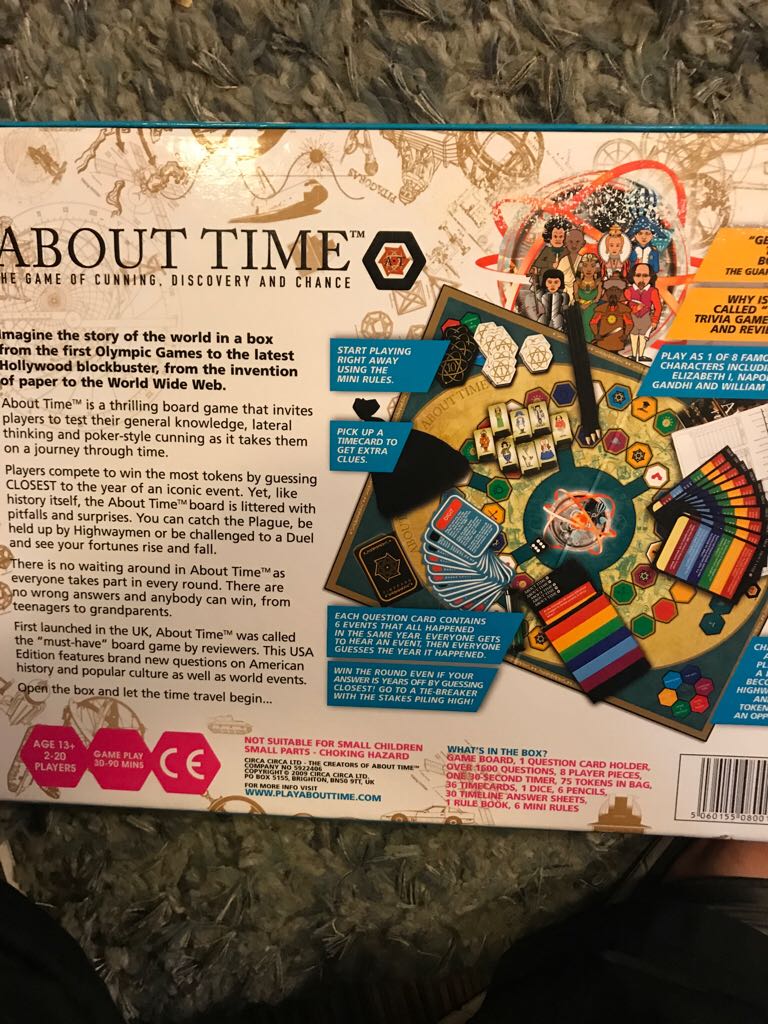 ABOUT TIME™
HE GAME OF CUNNING, DISCOVERY AND CHANCE
A·T
Imagine the story of the world in a box
from the first Olympic Games to the latest
Hollywood blockbuster, from the invention
of paper to the World Wide Web.
About Time™ is a thrilling board game that invites
players to test their general knowledge, lateral
thinking and poker-style cunning as it takes them
on a journey through time.
Players compete to win the most tokens by guessing
CLOSEST to the year of an iconic event. Yet, like
history itself, the About Time™ board is littered with
pitfalls and surprises. You can catch the Plague, be
held up by Highwaymen or be challenged to a Duel
and see your fortunes rise and fall.
There is no waiting around in About Time™ as
everyone takes part in every round. There are
no wrong answers and anybody can win, from
teenagers to grandparents.
First launched in the UK, About Time™ was called
the "must-have" board game by reviewers. This USA
Edition features brand new questions on American
history and popular culture as well as world events.
Open the box and let the time travel begin...
PITAGORAS
START PLAYING
RIGHT AWAY
USING THE
MINI RULES.
PICK UP A
TIMECARD TO
GET EXTRA
CLUES.
ABOUT TIME
"GE
BO
THE GUAR
WHY IS
CALLED "
TRIVIA GAME
AND REVI
PLAY AS 1 OF 8 FAMO
CHARACTERS INCLUDI
ELIZABETH I, NAPOL
GANDHI AND WILLIAM
DIGIT
EACH QUESTION CARD CONTAINS
6 EVENTS THAT ALL HAPPENED
IN THE SAME YEAR. EVERYONE GETS
TO HEAR AN EVENT, THEN EVERYONE
GUESSES THE YEAR IT HAPPENED.
WIN THE ROUND EVEN IF YOUR
ANSWER IS YEARS OFF BY GUESSING
CLOSEST! GO TO A TIE-BREAKER
WITH THE STAKES PILING HIGH!
CHA
A
PL
A
BECO
HIGHW
AND
TOKEN
AN OPP
AGE 13+
2-20
PLAYERS
GAME PLAY
30-90 MINS
CE
NOT SUITABLE FOR SMALL CHILDREN
SMALL PARTS - CHOKING HAZARD
CIRCA CIRCA LTD - THE CREATORS OF ABOUT TIME™
COMPANY NO 5922406
COPYRIGHT © 2009 CIRCA CIRCA LTD.
PO BOX 5155, BRIGHTON, BN50 9TT, UK
FOR MORE INFO VISIT
WWW.PLAYABOUTTIME.COM
WHAT'S IN THE BOX?
GAME BOARD, 1 QUESTION CARD HOLDER,
OVER 1600 QUESTIONS, 8 PLAYER PIECES,
ONE 30-SECOND TIMER, 75 TOKENS IN BAG,
36 TIMECARDS, 1 DICE, 6 PENCILS,
30 TIMELINE ANSWER SHEETS,
1 RULE BOOK, 6 MINI RULES
5 060155 08001